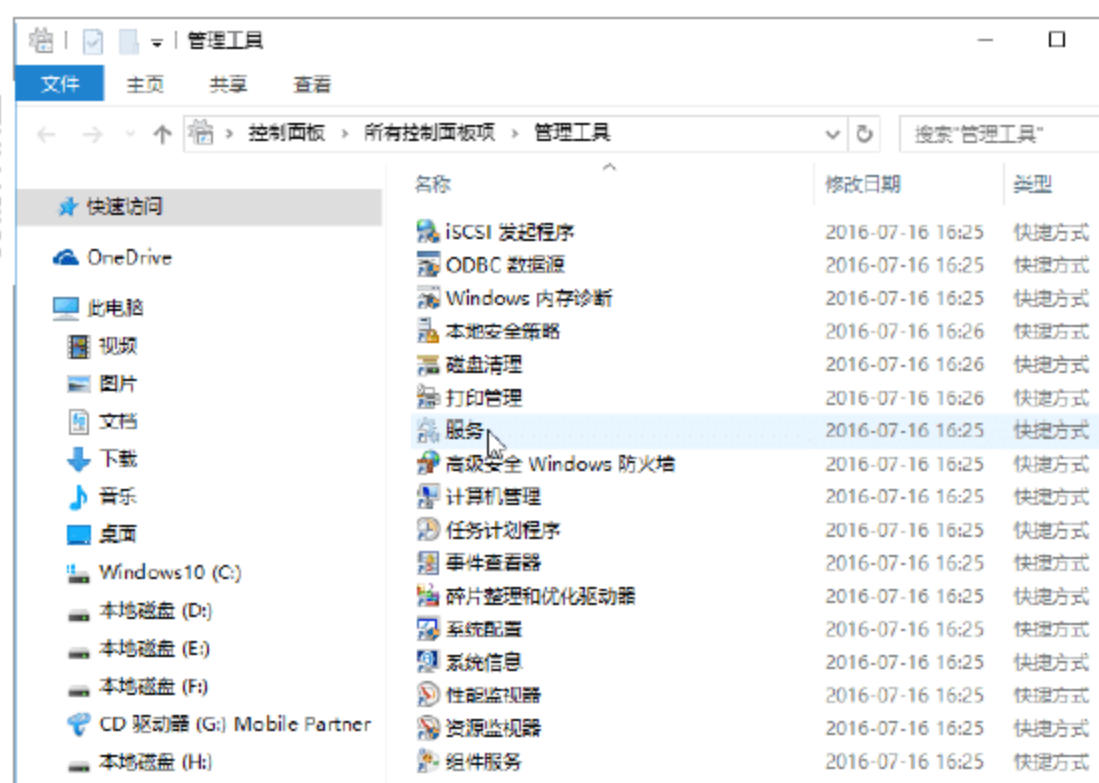 管理工具
文件 主页 共享 查看
控制面板 › 所有控制面板项 › 管理工具 搜索"管理工具"
名称 修改日期 类型
快速访问
OneDrive
此电脑
视频
图片
文档
下载
音乐
桌面
Windows10 (C:)
本地磁盘 (D:)
本地磁盘 (E:)
本地磁盘 (F:)
CD 驱动器 (G:) Mobile Partner
本地磁盘 (H:)
iSCSI 发起程序 2016-07-16 16:25 快捷方式
ODBC 数据源 2016-07-16 16:25 快捷方式
Windows 内存诊断 2016-07-16 16:25 快捷方式
本地安全策略 2016-07-16 16:26 快捷方式
磁盘清理 2016-07-16 16:26 快捷方式
打印管理 2016-07-16 16:26 快捷方式
服务 2016-07-16 16:25 快捷方式
高级安全 Windows 防火墙 2016-07-16 16:25 快捷方式
计算机管理 2016-07-16 16:25 快捷方式
任务计划程序 2016-07-16 16:25 快捷方式
事件查看器 2016-07-16 16:25 快捷方式
碎片整理和优化驱动器 2016-07-16 16:25 快捷方式
系统配置 2016-07-16 16:25 快捷方式
系统信息 2016-07-16 16:25 快捷方式
性能监视器 2016-07-16 16:25 快捷方式
资源监视器 2016-07-16 16:25 快捷方式
组件服务 2016-07-16 16:25 快捷方式